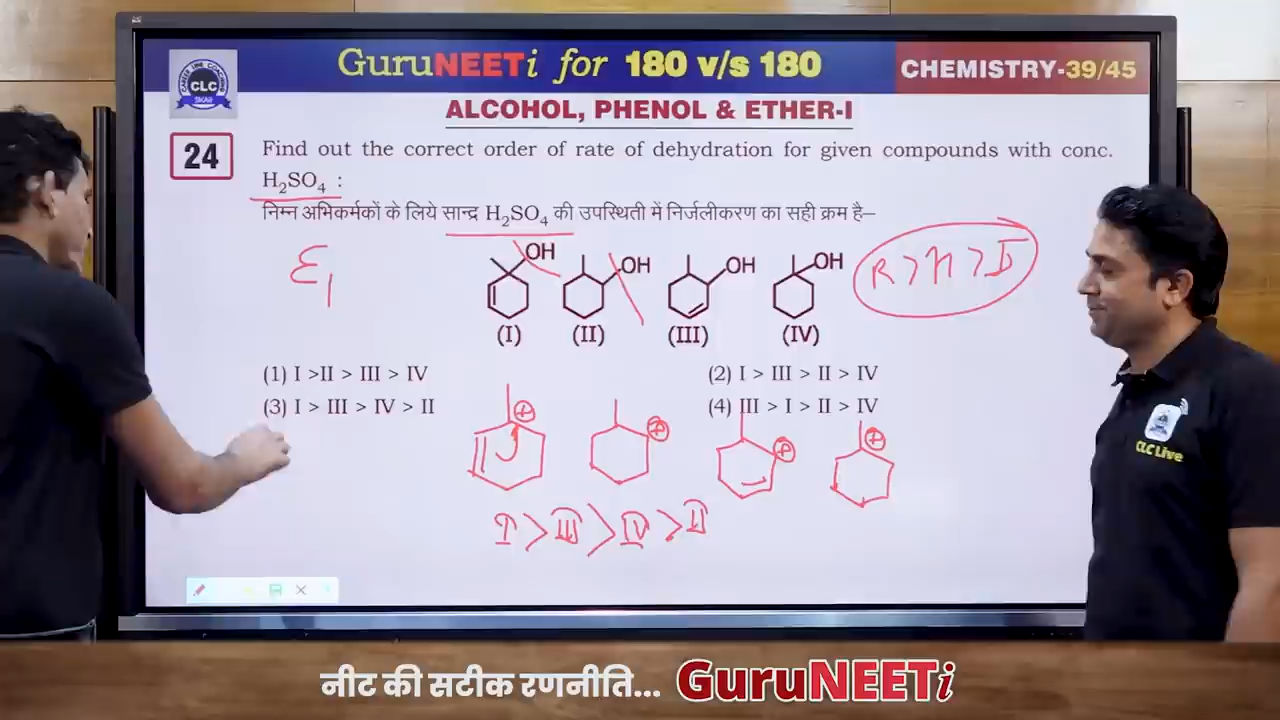 GuruNEETi for 180 v/s 180
CHEMISTRY-39/45
CLC
SIKAR
ALCOHOL, PHENOL & ETHER-I
24
Find out the correct order of rate of dehydration for given compounds with conc.
H₂SO₄ :
निम्न अभिकर्मकों के लिये सान्द्र H₂SO₄ की उपस्थिती में निर्जलीकरण का सही क्रम है–
E₁
OH OH OH OH
R > H > I
(I) (II) (III) (IV)
(1) I >II > III > IV
(2) I > III > II > IV
(3) I > III > IV > II
(4) III > I > II > IV
⊕ ⊕ ⊕ ⊕
I > III > IV > II
CLC Live
नीट की सटीक रणनीति... GuruNEETi